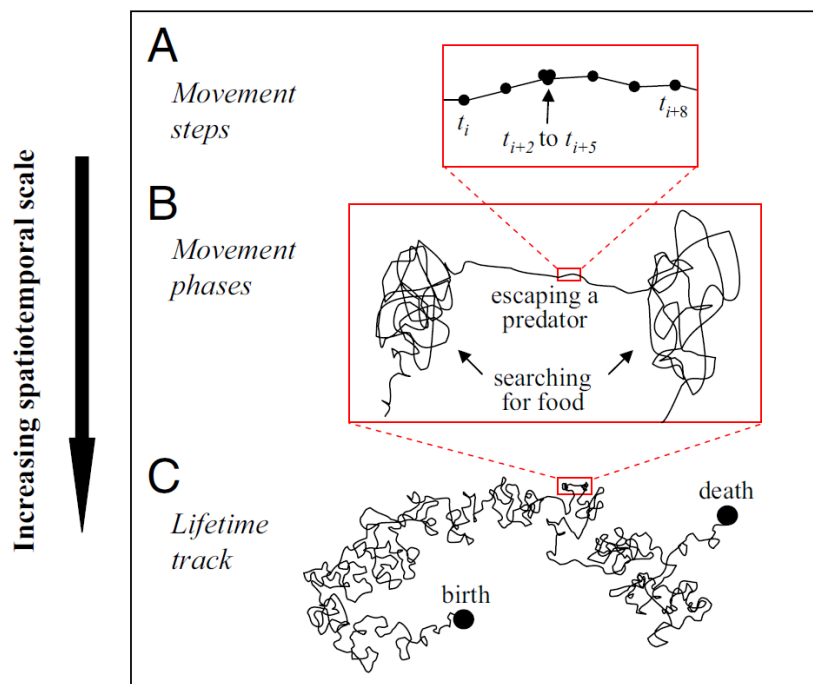 Increasing spatiotemporal scale
A
Movement
steps
t_i
t_{i+2} to t_{i+5}
t_{i+8}
B
Movement
phases
escaping a
predator
searching
for food
C
Lifetime
track
birth
death